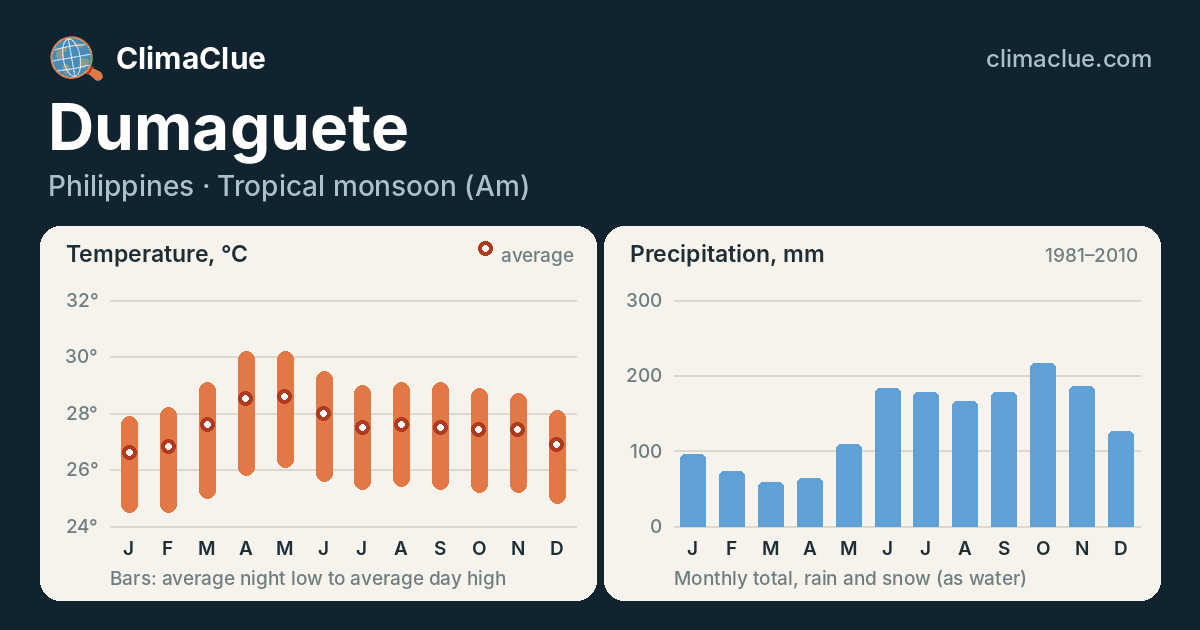 ClimaClue
climaclue.com
Dumaguete
Philippines · Tropical monsoon (Am)
Temperature, °C
average
32°
30°
28°
26°
24°
J F M A M J J A S O N D
Bars: average night low to average day high
Precipitation, mm
1981–2010
300
200
100
0
J F M A M J J A S O N D
Monthly total, rain and snow (as water)